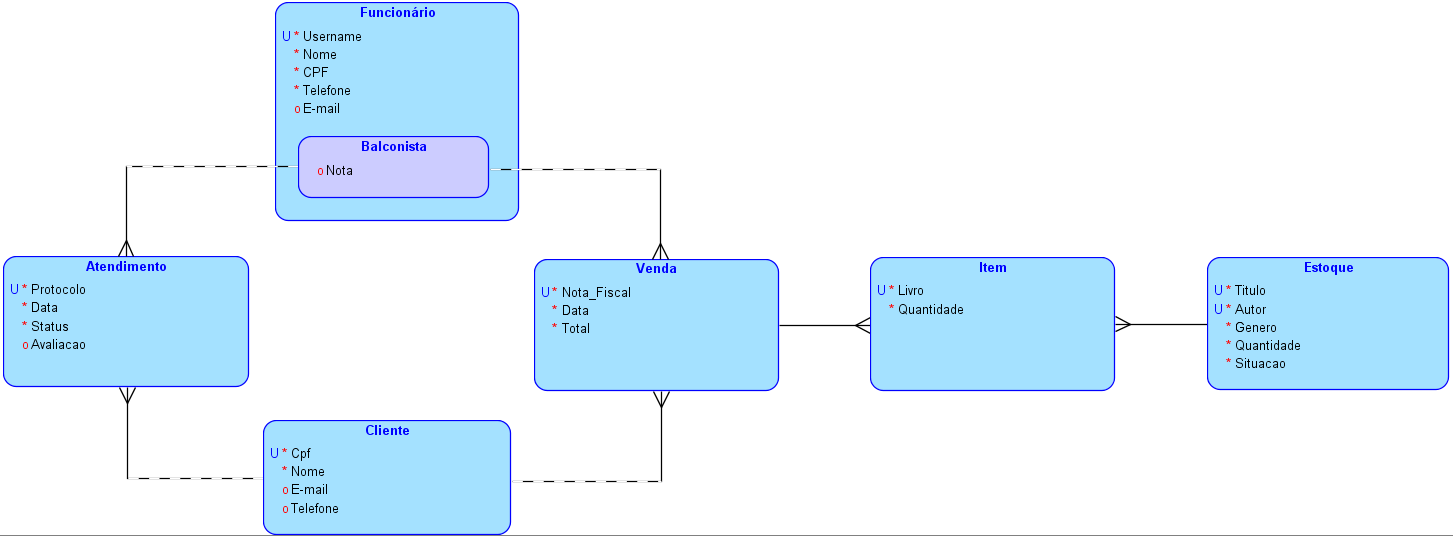 Funcionário
U * Username
* Nome
* CPF
* Telefone
o E-mail
Balconista
o Nota
Atendimento
U * Protocolo
* Data
* Status
o Avaliacao
Venda
U * Nota_Fiscal
* Data
* Total
Item
U * Livro
* Quantidade
Estoque
U * Titulo
U * Autor
* Genero
* Quantidade
* Situacao
Cliente
U * Cpf
* Nome
o E-mail
o Telefone